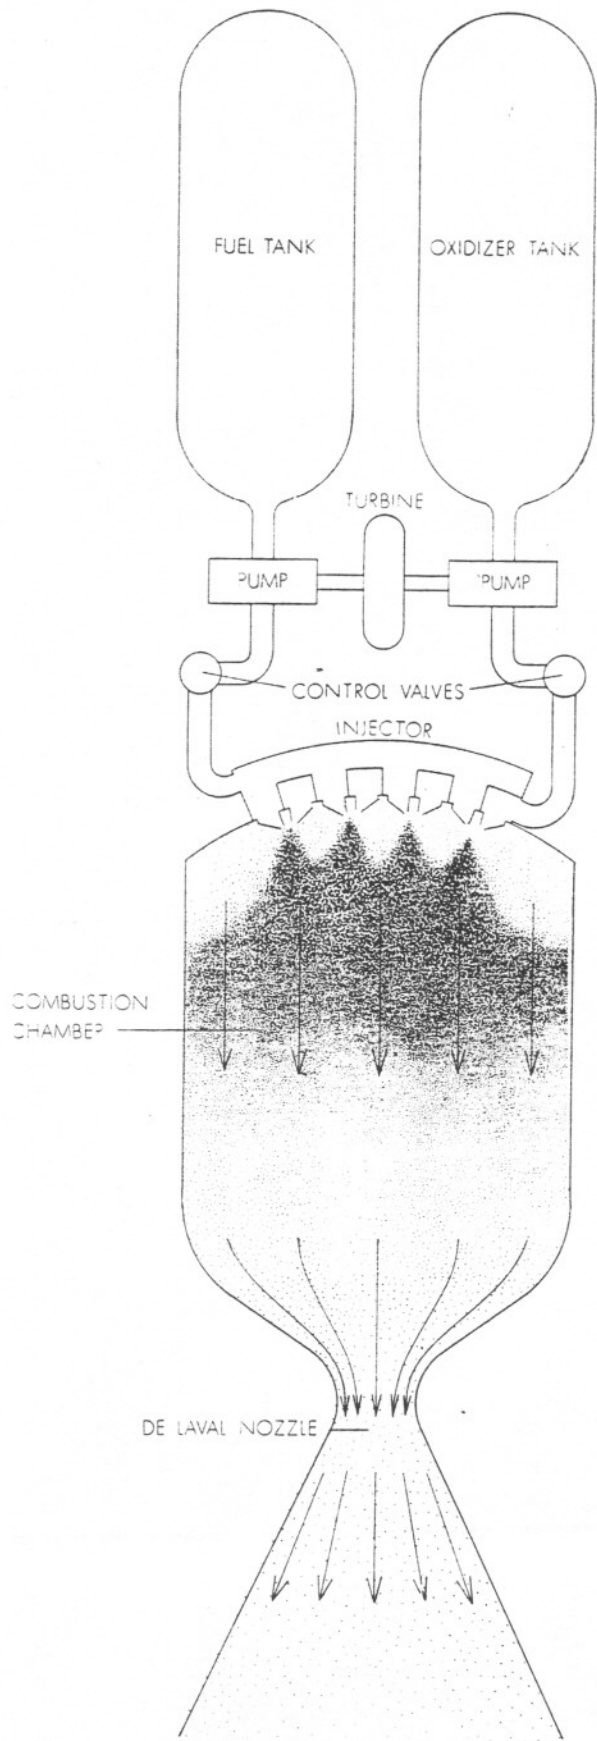 FUEL TANK
OXIDIZER TANK
TURBINE
PUMP
PUMP
CONTROL VALVES
INJECTOR
COMBUSTION
CHAMBER
DE LAVAL NOZZLE